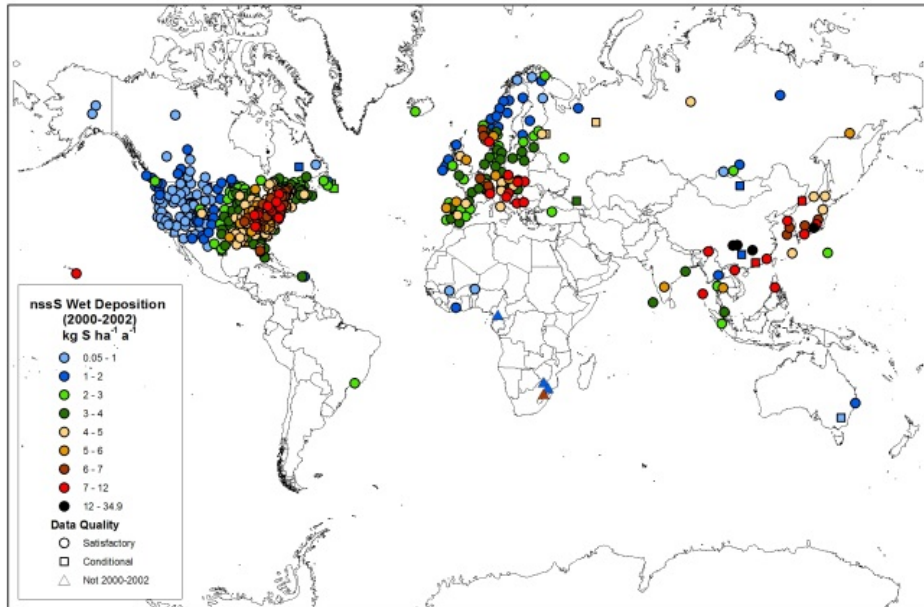 nssS Wet Deposition
(2000-2002)
kg S ha⁻¹ a⁻¹
0.05 - 1
1 - 2
2 - 3
3 - 4
4 - 5
5 - 6
6 - 7
7 - 12
12 - 34.9
Data Quality
Satisfactory
Conditional
Not 2000-2002